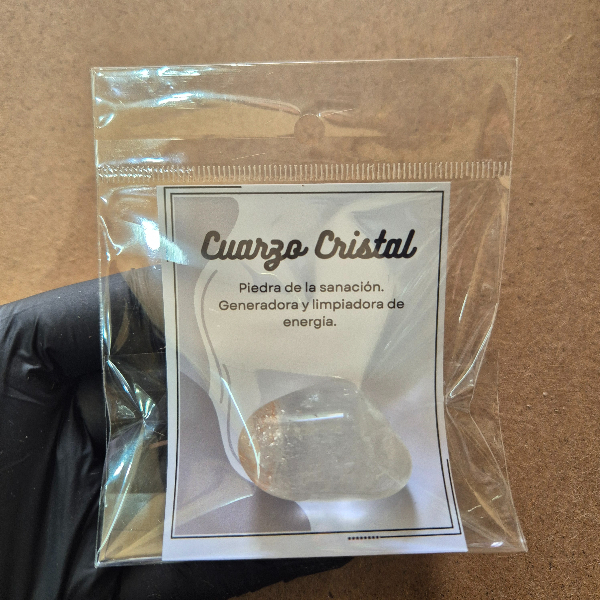 Cuarzo Cristal
Piedra de la sanación.
Generadora y limpiadora de
energía.